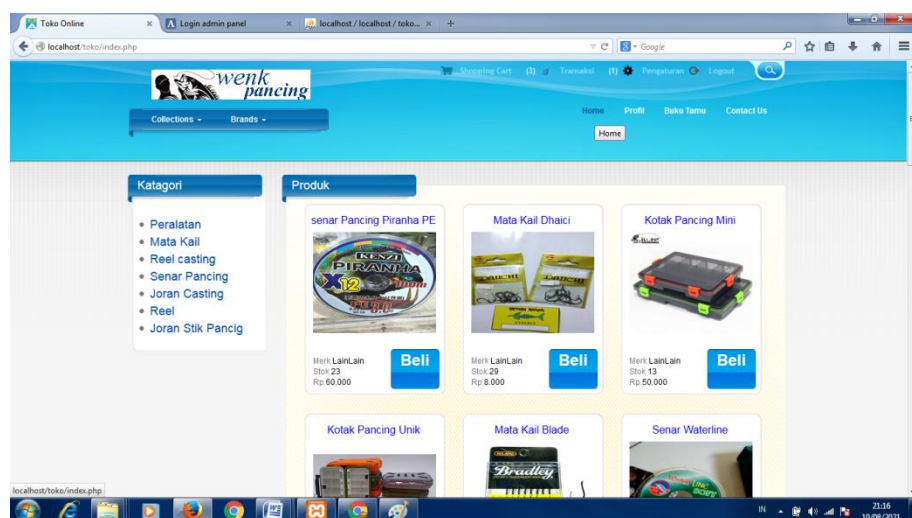 Toko Online
Login admin panel
localhost / localhost / toko...
localhost/toko/index.php
Google
wenk
pancing
Shopping Cart (3) Transaksi (1) Pengaturan Logout
Collections Brands
Home Profil Buku Tamu Contact Us
Home
Katagori
Peralatan
Mata Kail
Reel casting
Senar Pancing
Joran Casting
Reel
Joran Stik Pancig
Produk
senar Pancing Piranha PE
KENZI
PIRANHA
X12
Merk LainLain
Stok 23
Rp.60.000
Beli
Mata Kail Dhaici
Merk LainLain
Stok 29
Rp.8.000
Beli
Kotak Pancing Mini
Merk LainLain
Stok 13
Rp.50.000
Beli
Kotak Pancing Unik
Mata Kail Blade
Bradley
Senar Waterline
localhost/toko/index.php
IN
21:16
10/08/2021